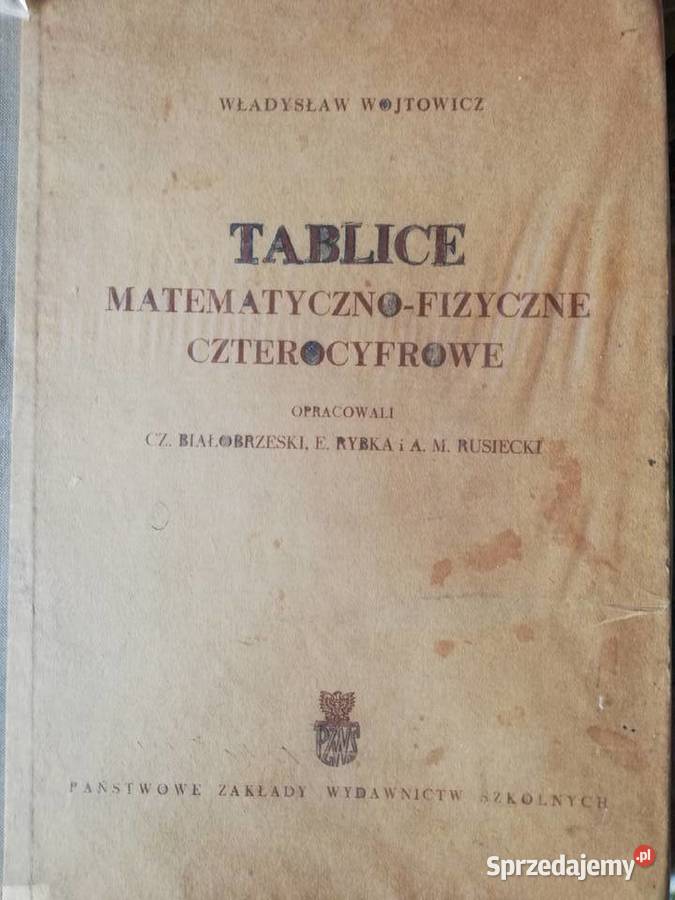 WŁADYSŁAW WOJTOWICZ
TABLICE
MATEMATYCZNO-FIZYCZNE
CZTEROCYFROWE
OPRACOWALI
CZ. BIAŁOBRZESKI, E. RYBKA i A. M. RUSIECKI
PZWS
PAŃSTWOWE ZAKŁADY WYDAWNICTW SZKOLNYCH
Sprzedajemy.pl